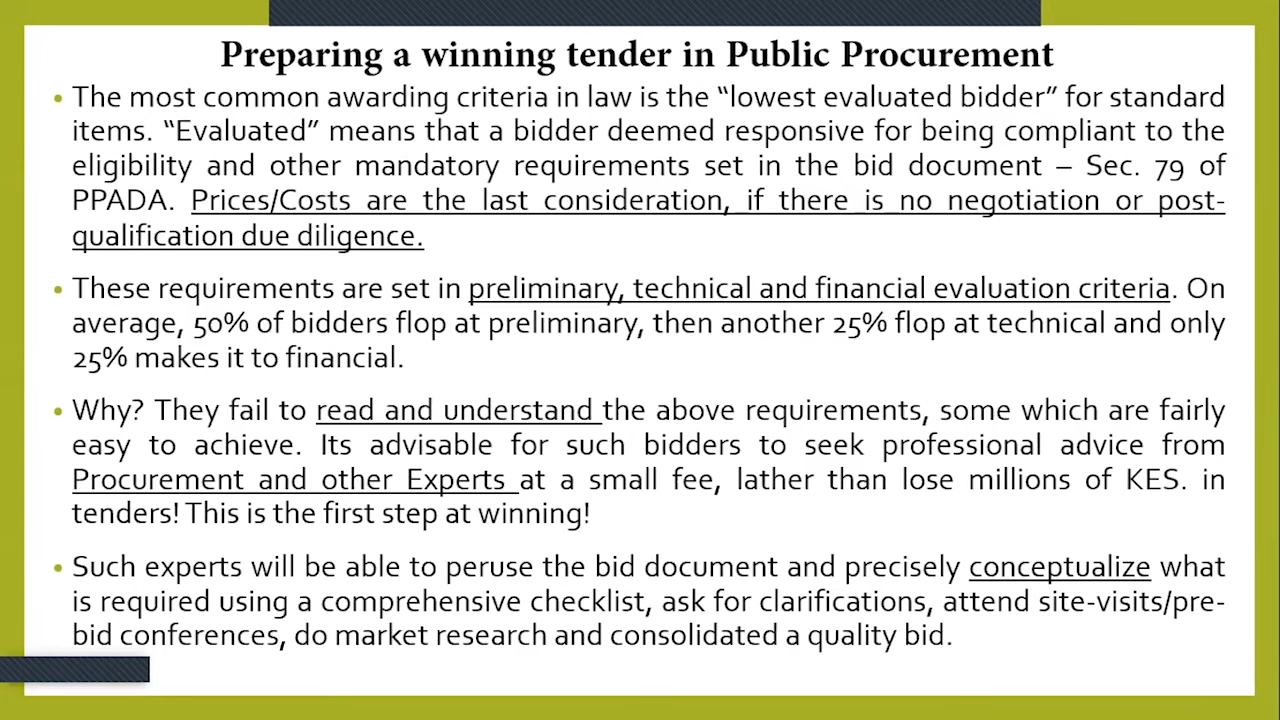 Preparing a winning tender in Public Procurement
• The most common awarding criteria in law is the “lowest evaluated bidder” for standard
items. “Evaluated” means that a bidder deemed responsive for being compliant to the
eligibility and other mandatory requirements set in the bid document – Sec. 79 of
PPADA. Prices/Costs are the last consideration, if there is no negotiation or post-
qualification due diligence.
• These requirements are set in preliminary, technical and financial evaluation criteria. On
average, 50% of bidders flop at preliminary, then another 25% flop at technical and only
25% makes it to financial.
• Why? They fail to read and understand the above requirements, some which are fairly
easy to achieve. Its advisable for such bidders to seek professional advice from
Procurement and other Experts at a small fee, lather than lose millions of KES. in
tenders! This is the first step at winning!
• Such experts will be able to peruse the bid document and precisely conceptualize what
is required using a comprehensive checklist, ask for clarifications, attend site-visits/pre-
bid conferences, do market research and consolidated a quality bid.